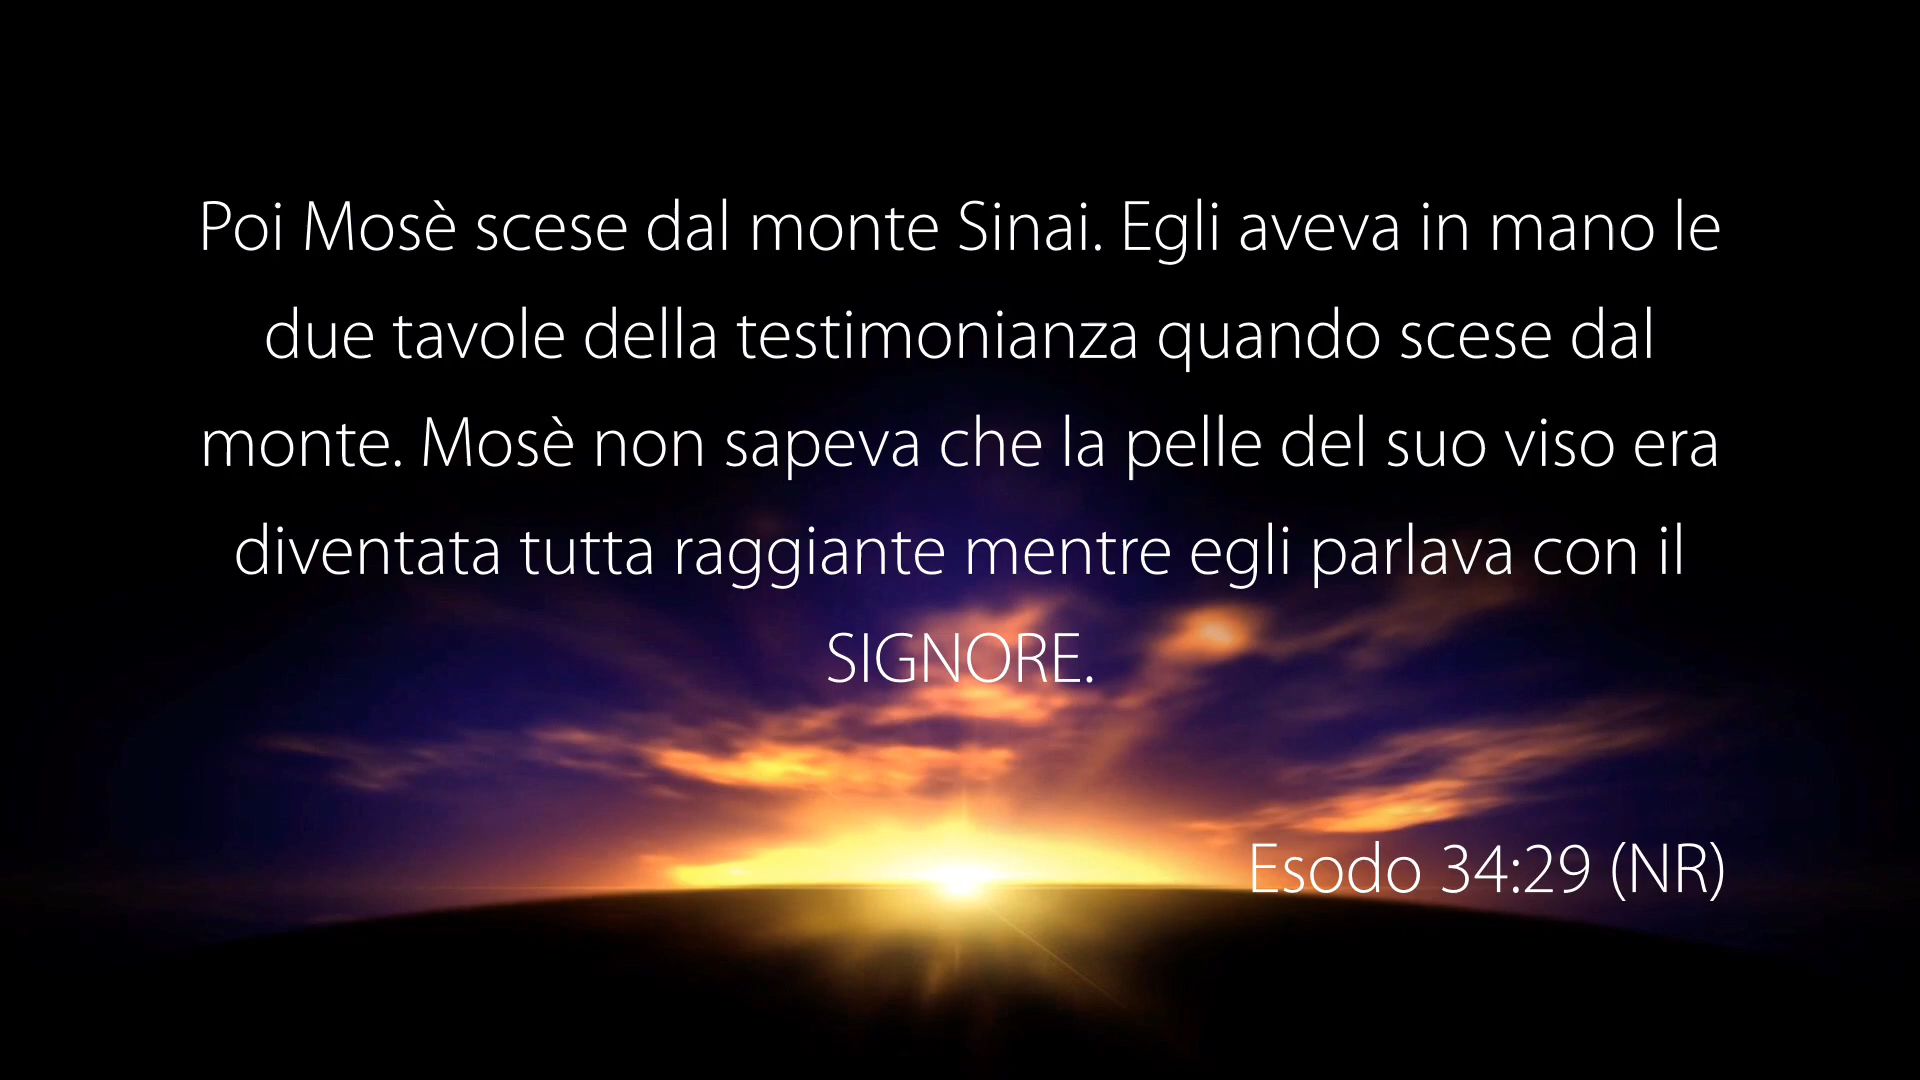 Poi Mosè scese dal monte Sinai. Egli aveva in mano le
due tavole della testimonianza quando scese dal
monte. Mosè non sapeva che la pelle del suo viso era
diventata tutta raggiante mentre egli parlava con il
SIGNORE.
Esodo 34:29 (NR)